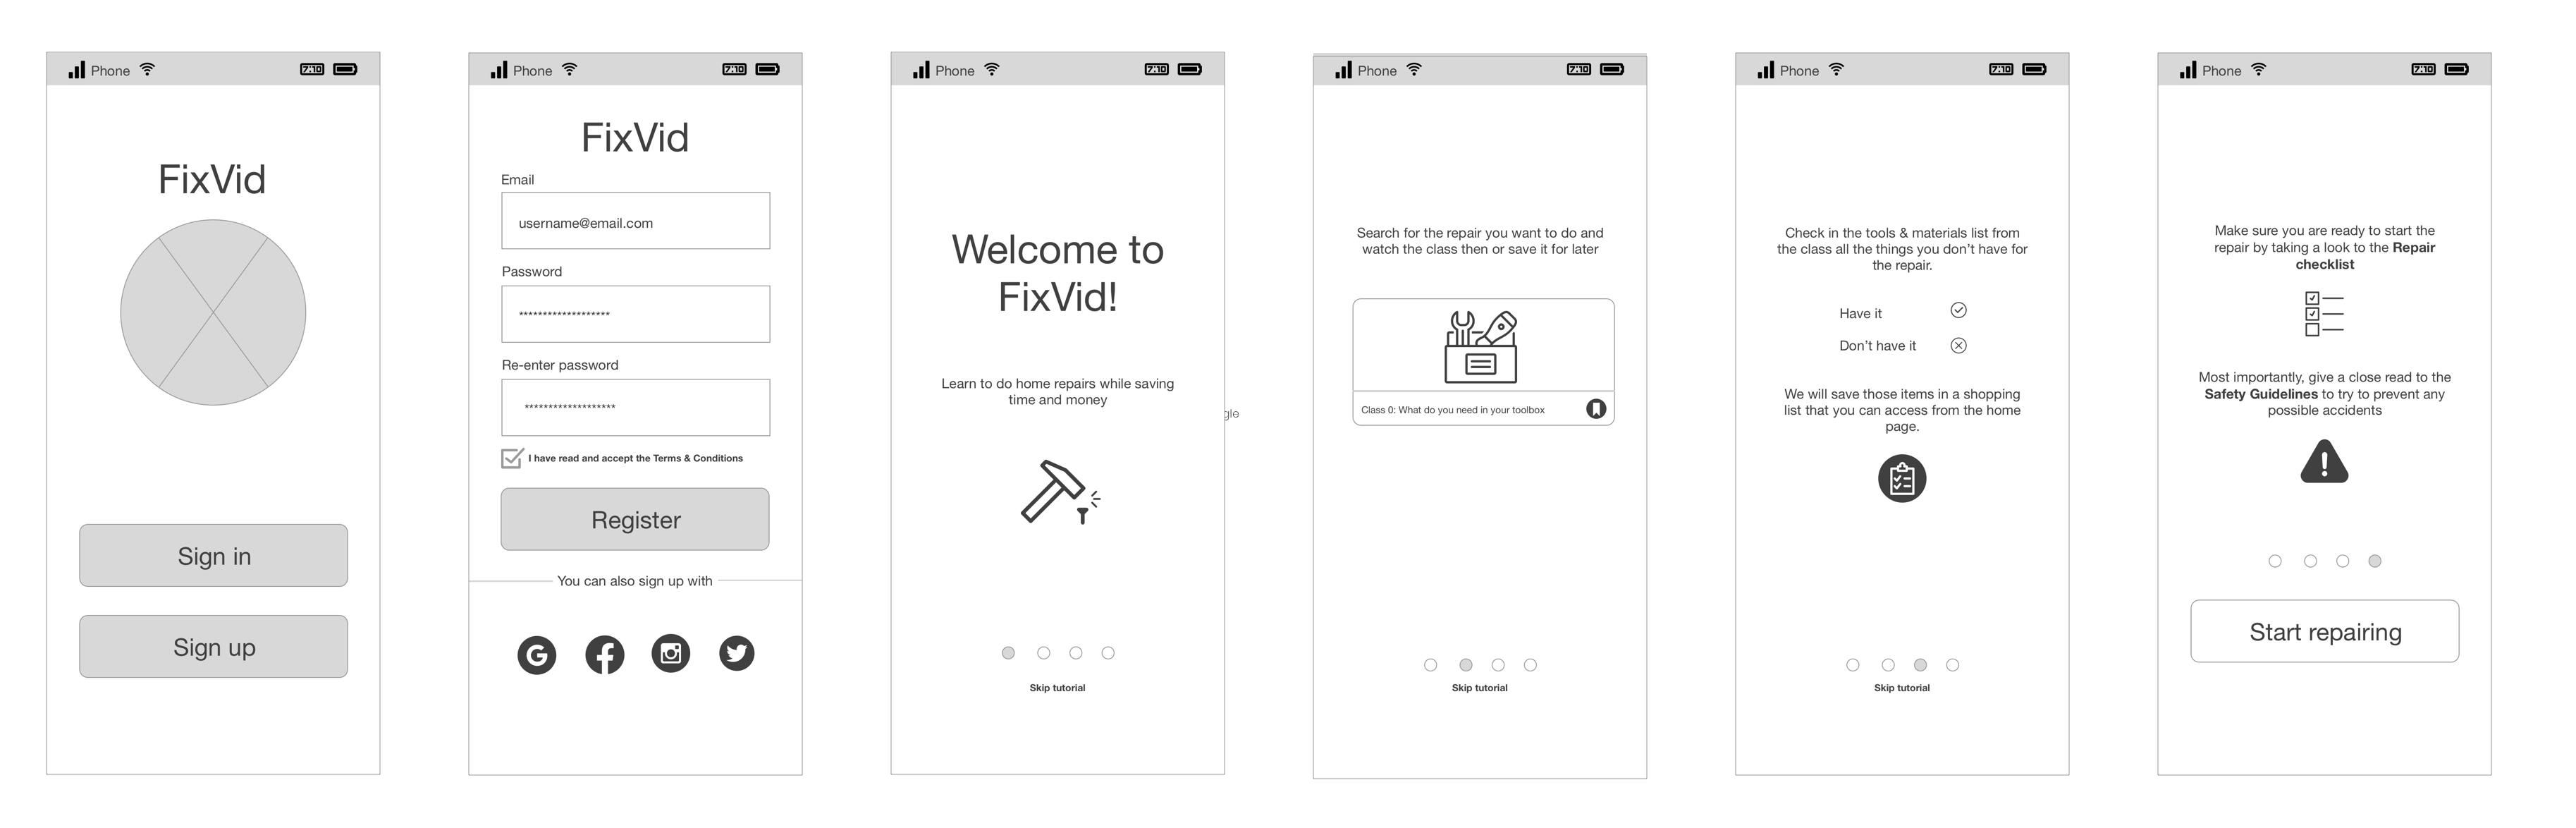 Phone 7:10
FixVid
Sign in
Sign up
Phone 7:10
FixVid
Email
username@email.com
Password
*******************
Re-enter password
*******************
I have read and accept the Terms & Conditions
Register
You can also sign up with
Phone 7:10
Welcome to
FixVid!
Learn to do home repairs while saving
time and money
gle
Skip tutorial
Phone 7:10
Search for the repair you want to do and
watch the class then or save it for later
Class 0: What do you need in your toolbox
Skip tutorial
Phone 7:10
Check in the tools & materials list from
the class all the things you don’t have for
the repair.
Have it
Don’t have it
We will save those items in a shopping
list that you can access from the home
page.
Skip tutorial
Phone 7:10
Make sure you are ready to start the
repair by taking a look to the Repair
checklist
Most importantly, give a close read to the
Safety Guidelines to try to prevent any
possible accidents
Start repairing